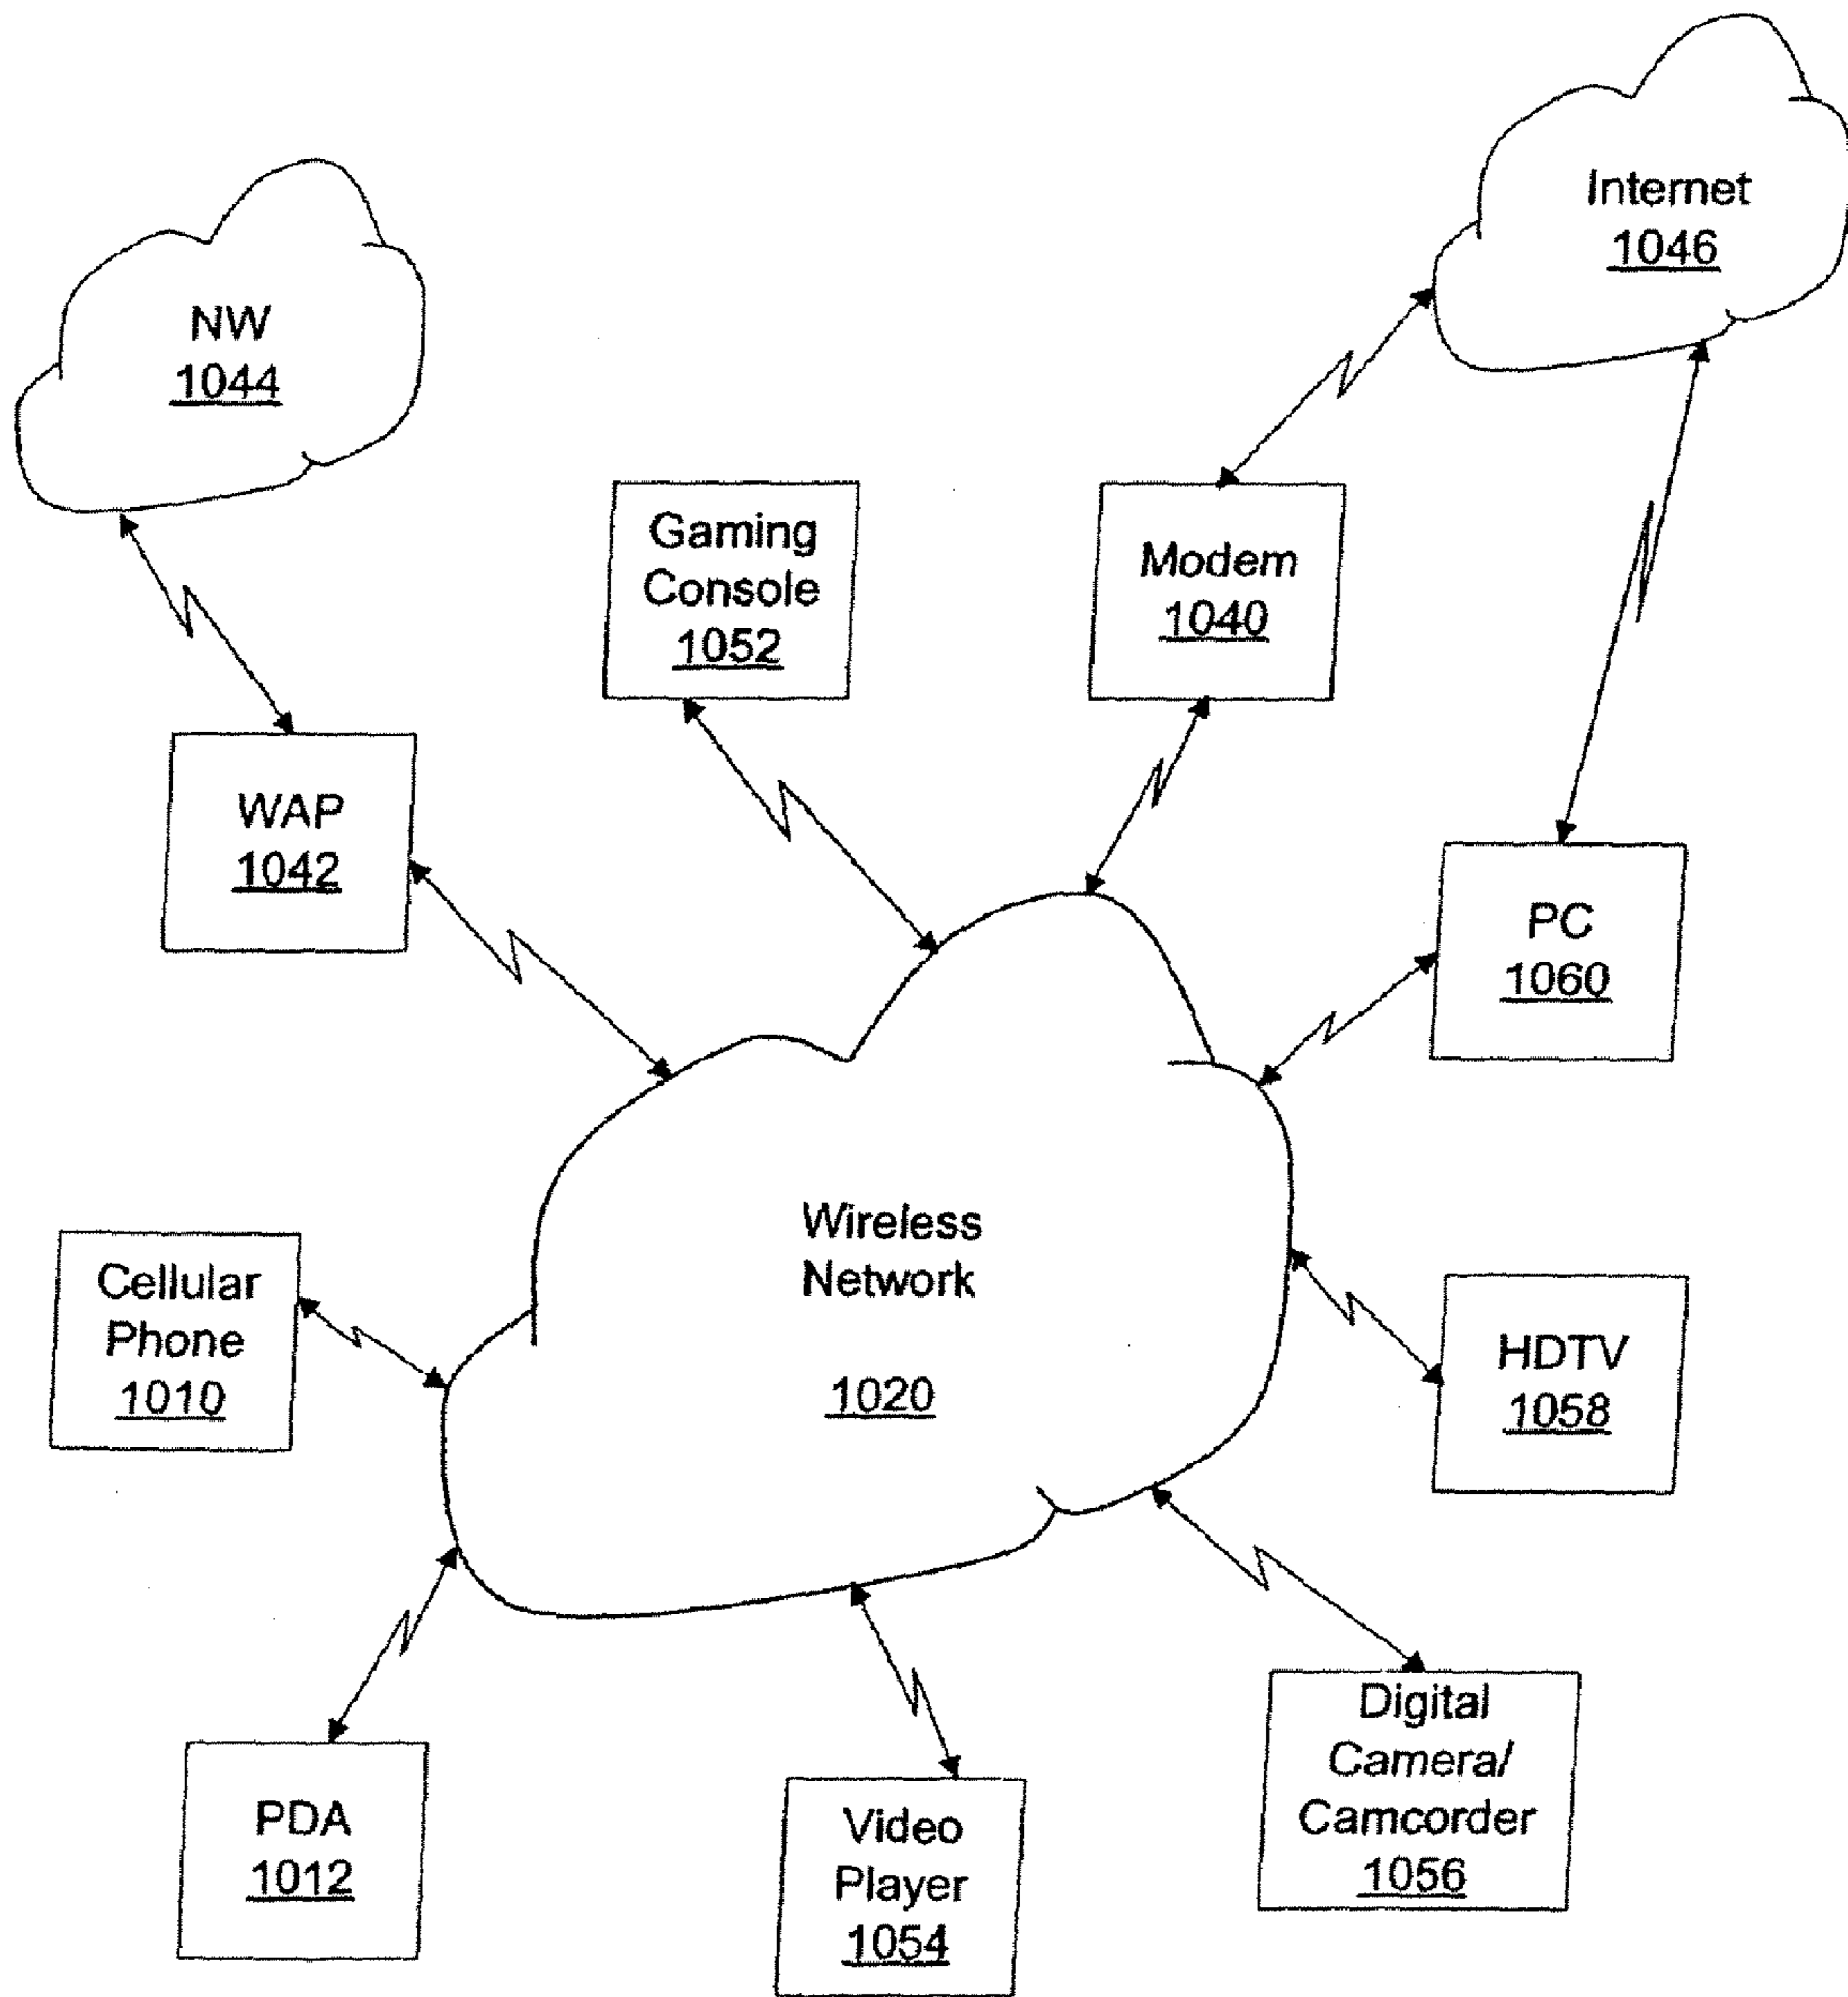 Internet
1046
NW
1044
Gaming
Console
1052
Modem
1040
WAP
1042
PC
1060
Wireless
Network
1020
Cellular
Phone
1010
HDTV
1058
PDA
1012
Video
Player
1054
Digital
Camera/
Camcorder
1056